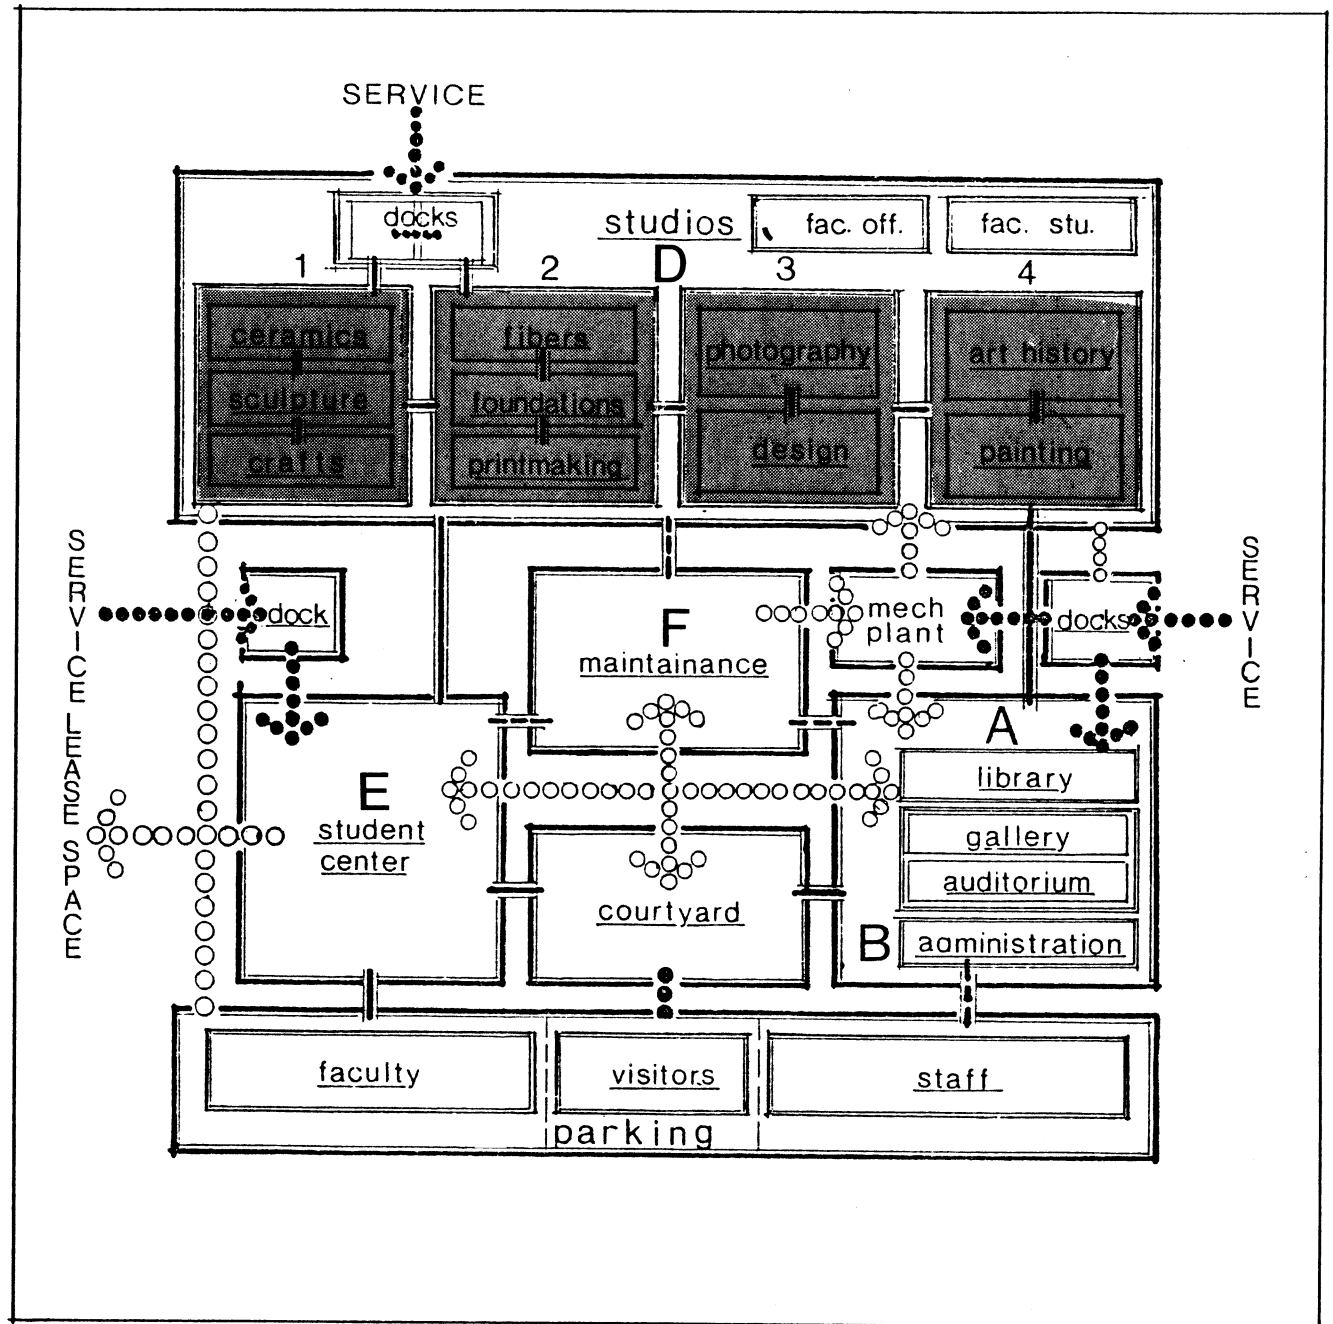 SERVICE
docks
studios
fac. off.
fac. stu.
D
1
2
3
4
ceramics
sculpture
crafts
fibers
foundations
printmaking
photography
design
art history
painting
SERVICE LEASE SPACE
dock
F
maintainance
mech
plant
docks
SERVICE
E
student
center
courtyard
A
library
gallery
auditorium
B
administration
faculty
visitors
staff
parking